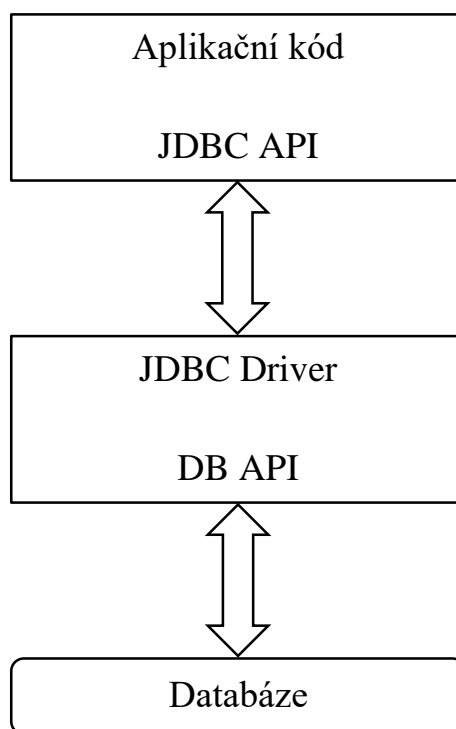 Aplikační kód
JDBC API
JDBC Driver
DB API
Databáze